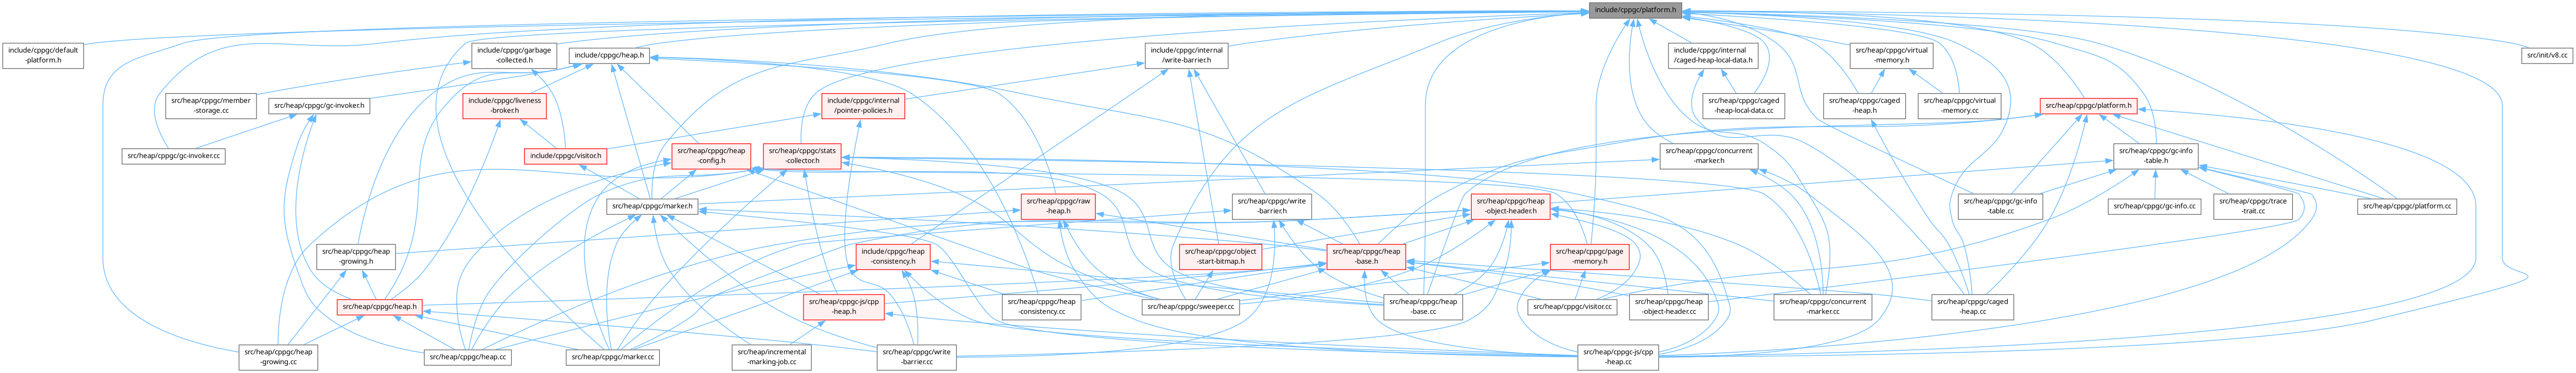 include/cppgc/platform.h
include/cppgc/default
-platform.h
include/cppgc/garbage
-collected.h
include/cppgc/heap.h
include/cppgc/internal
/write-barrier.h
include/cppgc/internal
/caged-heap-local-data.h
src/heap/cppgc/virtual
-memory.h
src/init/v8.cc
src/heap/cppgc/member
-storage.cc
src/heap/cppgc/gc-invoker.h
include/cppgc/liveness
-broker.h
include/cppgc/internal
/pointer-policies.h
src/heap/cppgc/caged
-heap-local-data.cc
src/heap/cppgc/caged
-heap.h
src/heap/cppgc/virtual
-memory.cc
src/heap/cppgc/platform.h
src/heap/cppgc/gc-invoker.cc
include/cppgc/visitor.h
src/heap/cppgc/heap
-config.h
src/heap/cppgc/stats
-collector.h
src/heap/cppgc/concurrent
-marker.h
src/heap/cppgc/gc-info
-table.h
src/heap/cppgc/marker.h
src/heap/cppgc/raw
-heap.h
src/heap/cppgc/write
-barrier.h
src/heap/cppgc/heap
-object-header.h
src/heap/cppgc/gc-info
-table.cc
src/heap/cppgc/gc-info.cc
src/heap/cppgc/trace
-trait.cc
src/heap/cppgc/platform.cc
src/heap/cppgc/heap
-growing.h
include/cppgc/heap
-consistency.h
src/heap/cppgc/object
-start-bitmap.h
src/heap/cppgc/heap
-base.h
src/heap/cppgc/page
-memory.h
src/heap/cppgc/heap.h
src/heap/cppgc-js/cpp
-heap.h
src/heap/cppgc/heap
-consistency.cc
src/heap/cppgc/sweeper.cc
src/heap/cppgc/heap
-base.cc
src/heap/cppgc/visitor.cc
src/heap/cppgc/heap
-object-header.cc
src/heap/cppgc/concurrent
-marker.cc
src/heap/cppgc/caged
-heap.cc
src/heap/cppgc/heap
-growing.cc
src/heap/cppgc/heap.cc
src/heap/cppgc/marker.cc
src/heap/incremental
-marking-job.cc
src/heap/cppgc/write
-barrier.cc
src/heap/cppgc-js/cpp
-heap.cc